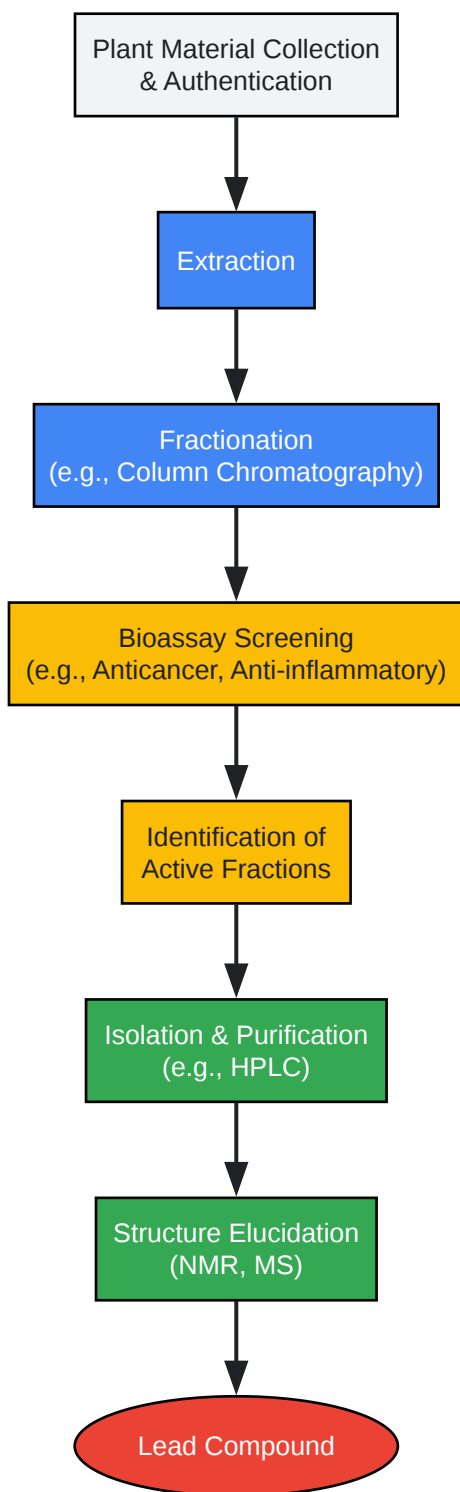 Plant Material Collection
& Authentication
Extraction
Fractionation
(e.g., Column Chromatography)
Bioassay Screening
(e.g., Anticancer, Anti-inflammatory)
Identification of
Active Fractions
Isolation & Purification
(e.g., HPLC)
Structure Elucidation
(NMR, MS)
Lead Compound